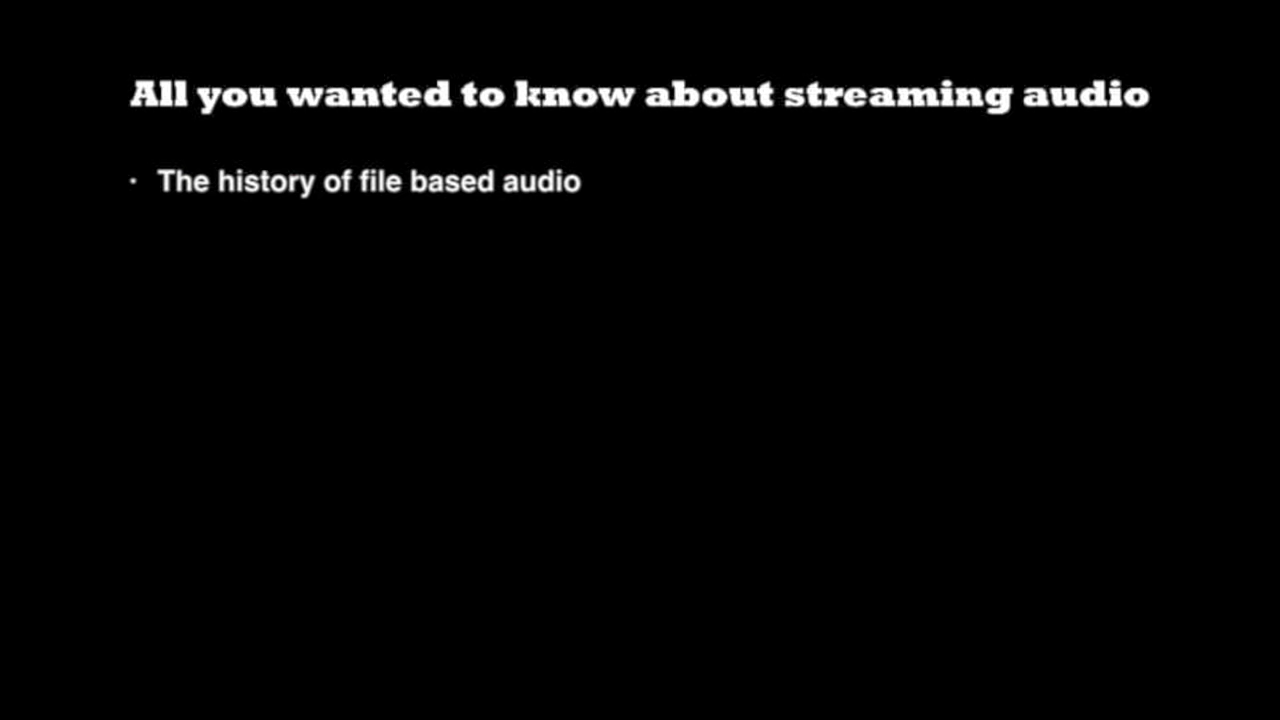 All you wanted to know about streaming audio
· The history of file based audio